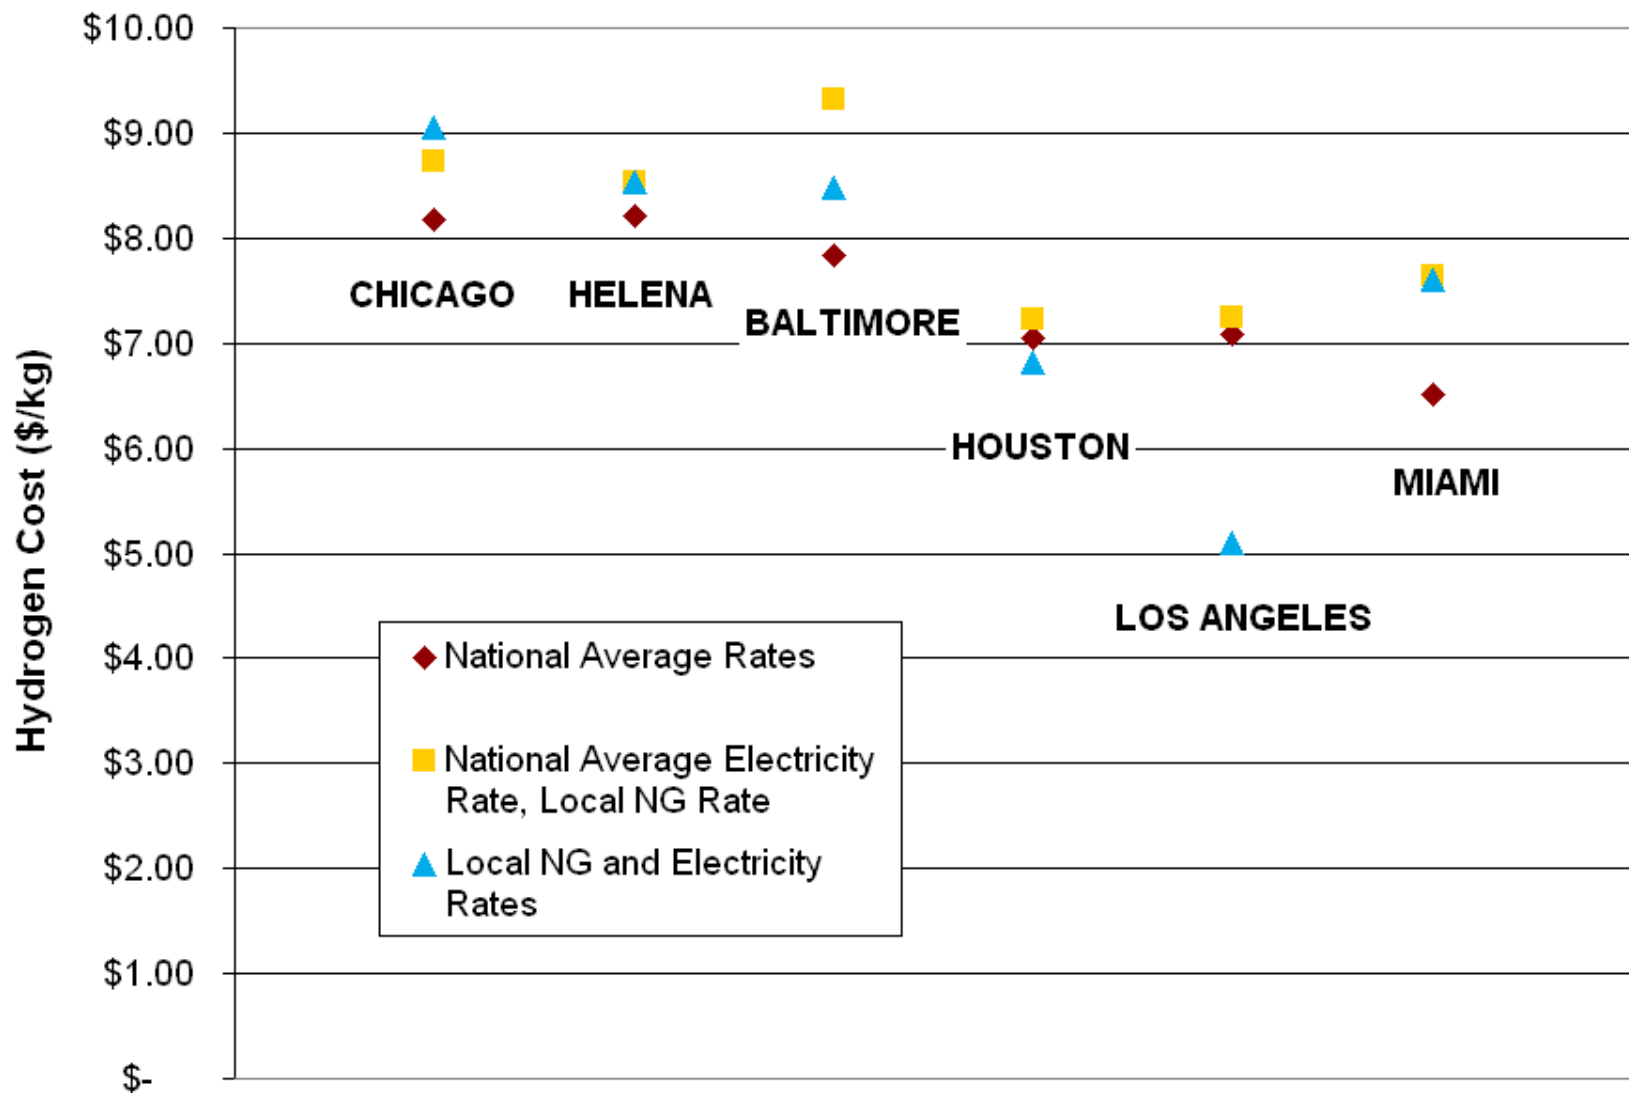 $10.00
$9.00
$8.00
$7.00
$6.00
$5.00
$4.00
$3.00
$2.00
$1.00
$-
Hydrogen Cost ($/kg)
CHICAGO
HELENA
BALTIMORE
HOUSTON
LOS ANGELES
MIAMI
National Average Rates
National Average Electricity
Rate, Local NG Rate
Local NG and Electricity
Rates